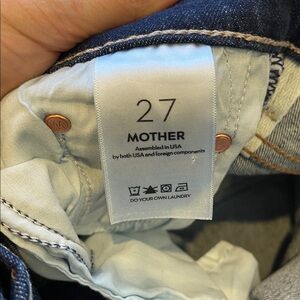 27
MOTHER
Assembled in USA
by both USA and foreign components
DO YOUR OWN LAUNDRY